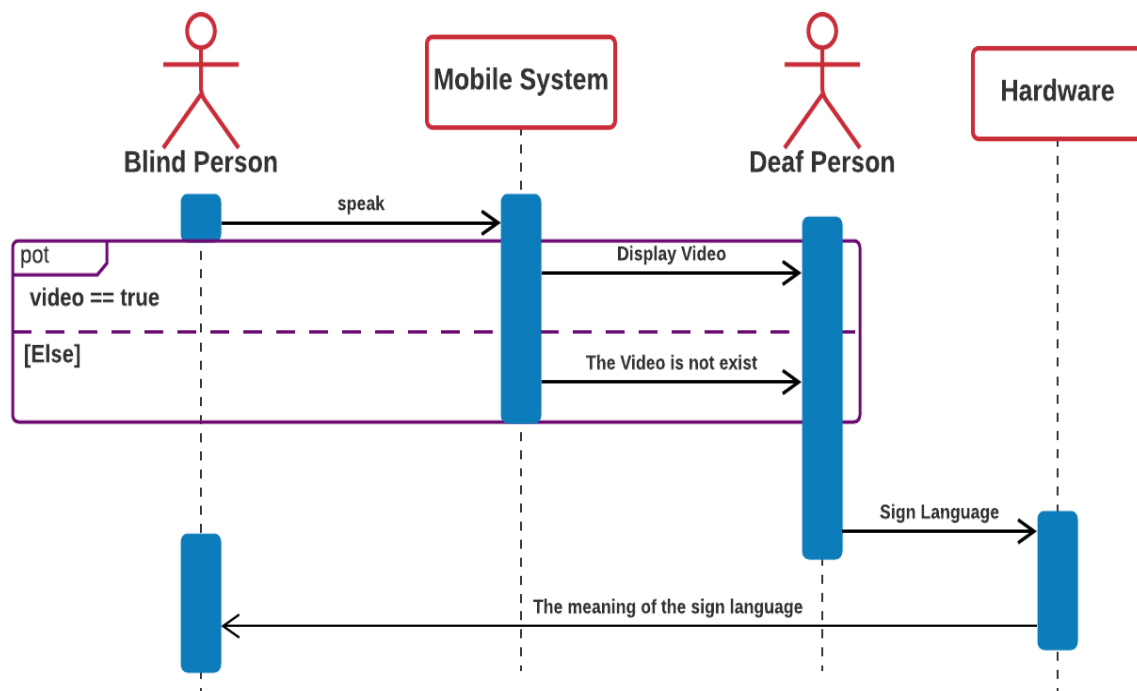 Mobile System
Hardware
Blind Person
Deaf Person
speak
pot
Display Video
video == true
[Else]
The Video is not exist
Sign Language
The meaning of the sign language